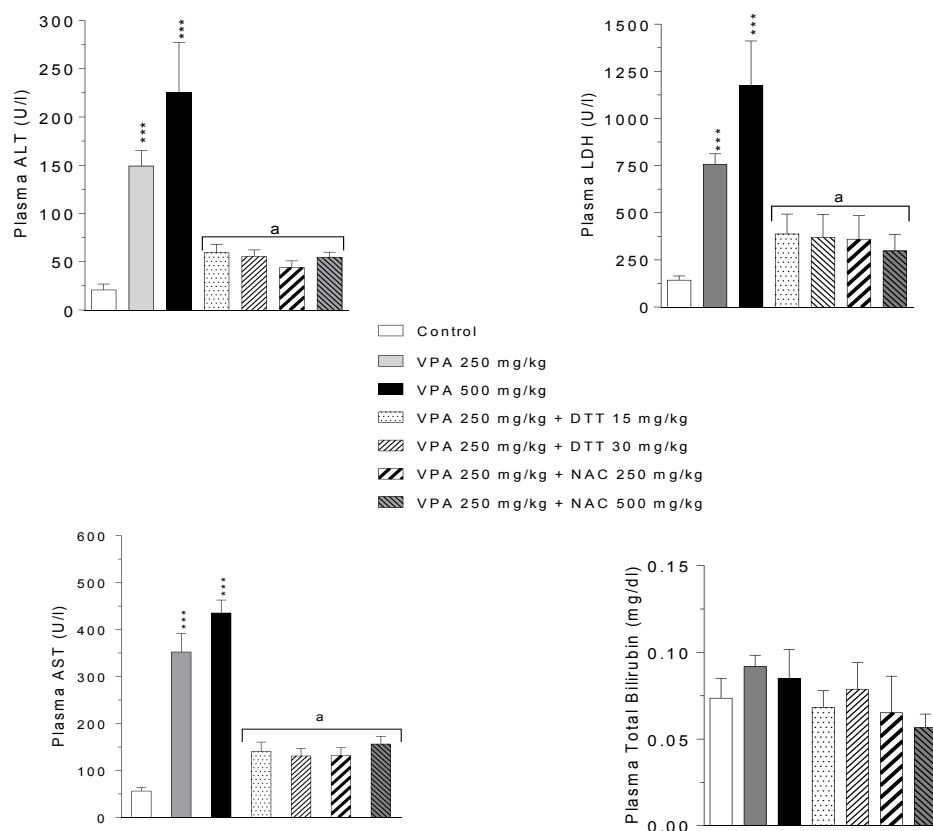 300
250
200
150
100
50
0
Plasma ALT (U/l)
***
***
a
1500
1250
1000
750
500
250
0
Plasma LDH (U/l)
***
***
a
Control
VPA 250 mg/kg
VPA 500 mg/kg
VPA 250 mg/kg + DTT 15 mg/kg
VPA 250 mg/kg + DTT 30 mg/kg
VPA 250 mg/kg + NAC 250 mg/kg
VPA 250 mg/kg + NAC 500 mg/kg
600
500
400
300
200
100
0
Plasma AST (U/l)
***
***
a
0.15
0.10
0.05
0.00
Plasma Total Bilirubin (mg/dl)